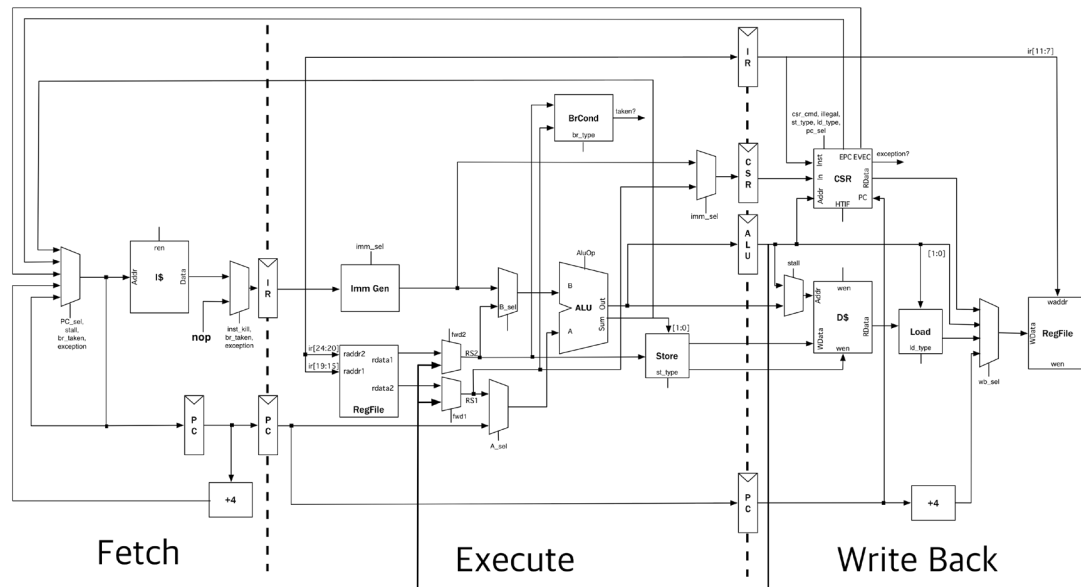 I
R
ir[11:7]
csr_cmd, illegal,
st_type, ld_type,
pc_sel
BrCond
taken?
br_type
EPC EVEC
exception?
Inst
In
Addr
CSR
RData
PC
HTIF
C
S
R
imm_sel
A
L
U
waddr
RegFile
WData
wen
ren
Addr
I$
Data
PC_sel,
stall,
br_taken,
exception
nop
inst_kill,
br_taken,
exception
I
R
imm_sel
Imm Gen
AluOp
B
A
ALU
Out
Sum
B_sel
stall
[1:0]
wen
Addr
D$
WData
RData
wen
[1:0]
Load
ld_type
wb_sel
[1:0]
Store
st_type
ir[24:20]
ir[19:15]
raddr2
raddr1
rdata1
rdata2
RegFile
fwd2
RS2
RS1
fwd1
A_sel
P
C
P
C
+4
P
C
+4
Fetch
Execute
Write Back